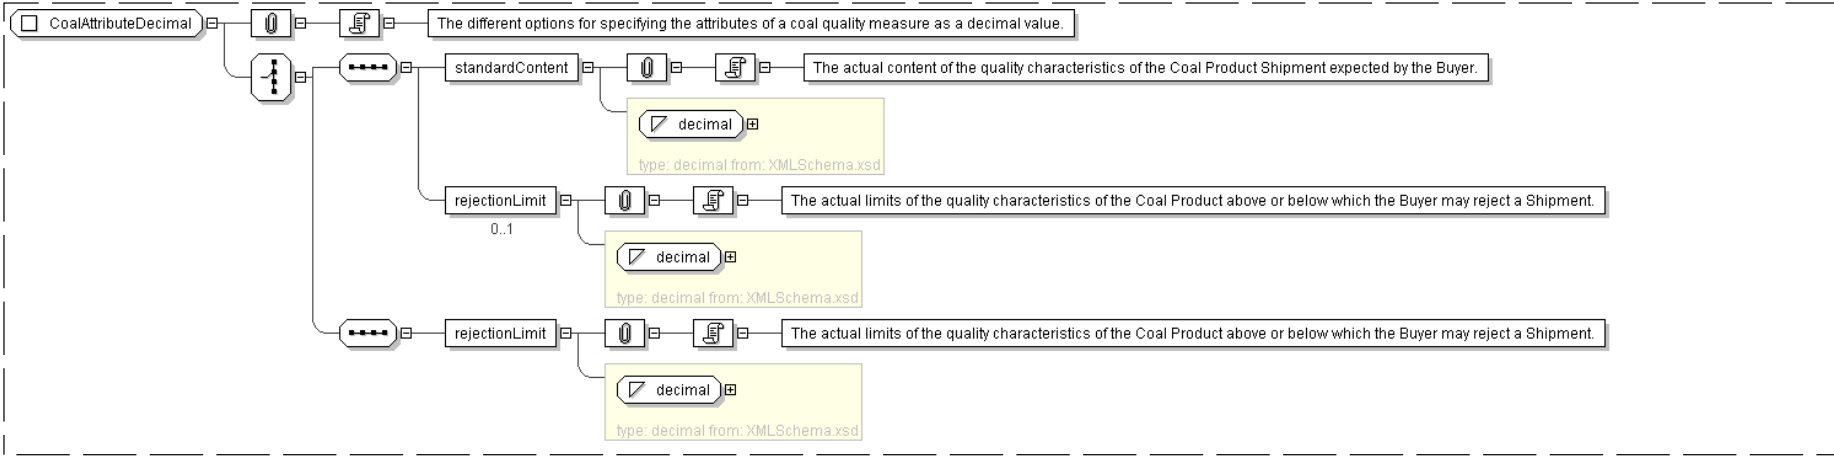 CoalAttributeDecimal
The different options for specifying the attributes of a coal quality measure as a decimal value.
standardContent
The actual content of the quality characteristics of the Coal Product Shipment expected by the Buyer.
decimal
type: decimal from: XMLSchema.xsd
rejectionLimit
The actual limits of the quality characteristics of the Coal Product above or below which the Buyer may reject a Shipment.
0..1
decimal
type: decimal from: XMLSchema.xsd
rejectionLimit
The actual limits of the quality characteristics of the Coal Product above or below which the Buyer may reject a Shipment.
decimal
type: decimal from: XMLSchema.xsd